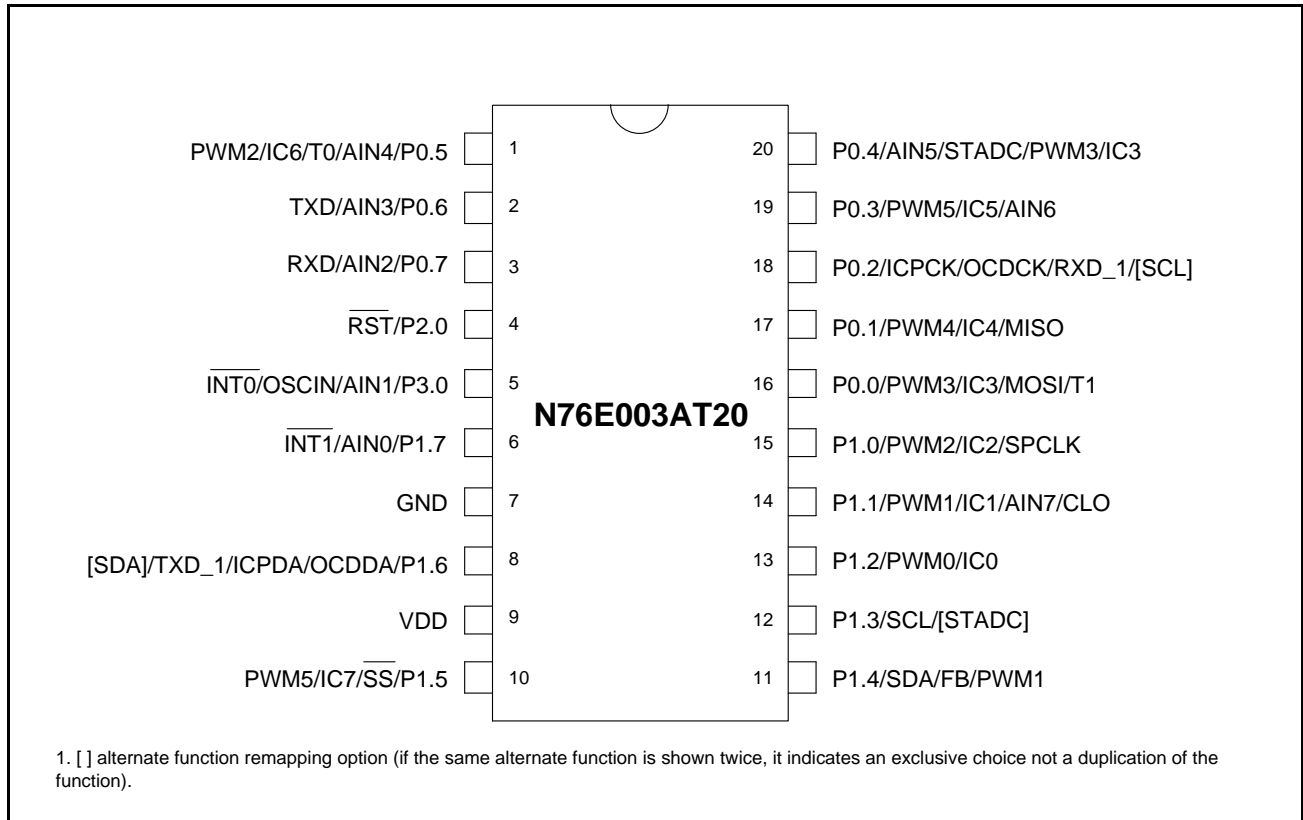 PWM2/IC6/T0/AIN4/P0.5 1 20 P0.4/AIN5/STADC/PWM3/IC3
TXD/AIN3/P0.6 2 19 P0.3/PWM5/IC5/AIN6
RXD/AIN2/P0.7 3 18 P0.2/ICPCK/OCDCK/RXD_1/[SCL]
RST/P2.0 4 17 P0.1/PWM4/IC4/MISO
INT0/OSCIN/AIN1/P3.0 5 16 P0.0/PWM3/IC3/MOSI/T1
N76E003AT20
INT1/AIN0/P1.7 6 15 P1.0/PWM2/IC2/SPCLK
GND 7 14 P1.1/PWM1/IC1/AIN7/CLO
[SDA]/TXD_1/ICPDA/OCDDA/P1.6 8 13 P1.2/PWM0/IC0
VDD 9 12 P1.3/SCL/[STADC]
PWM5/IC7/SS/P1.5 10 11 P1.4/SDA/FB/PWM1
1. [ ] alternate function remapping option (if the same alternate function is shown twice, it indicates an exclusive choice not a duplication of the
function).